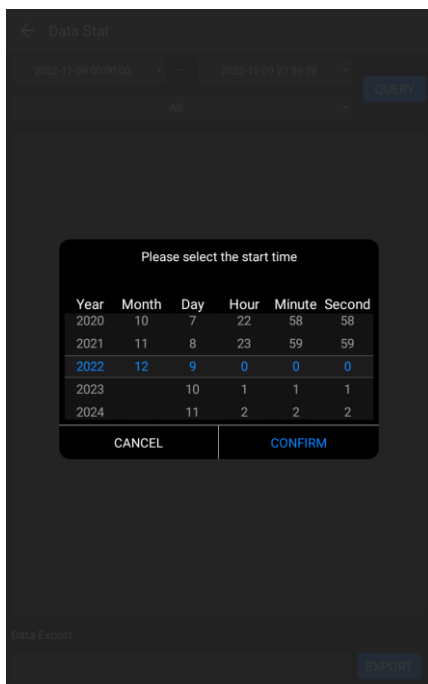 ← Data Stat
2022-12-09 00:00:00 — 2022-12-09 23:59:59
QUERY
All
Please select the start time
Year Month Day Hour Minute Second
2020 10 7 22 58 58
2021 11 8 23 59 59
2022 12 9 0 0 0
2023 10 1 1 1
2024 11 2 2 2
CANCEL CONFIRM
Data Export
EXPORT